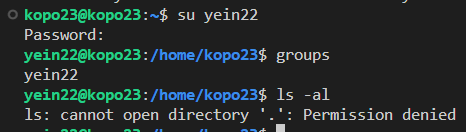 kopo23@kopo23:~$ su yein22
Password:
yein22@kopo23:/home/kopo23$ groups
yein22
yein22@kopo23:/home/kopo23$ ls -al
ls: cannot open directory '.': Permission denied
yein22@kopo23:/home/kopo23$